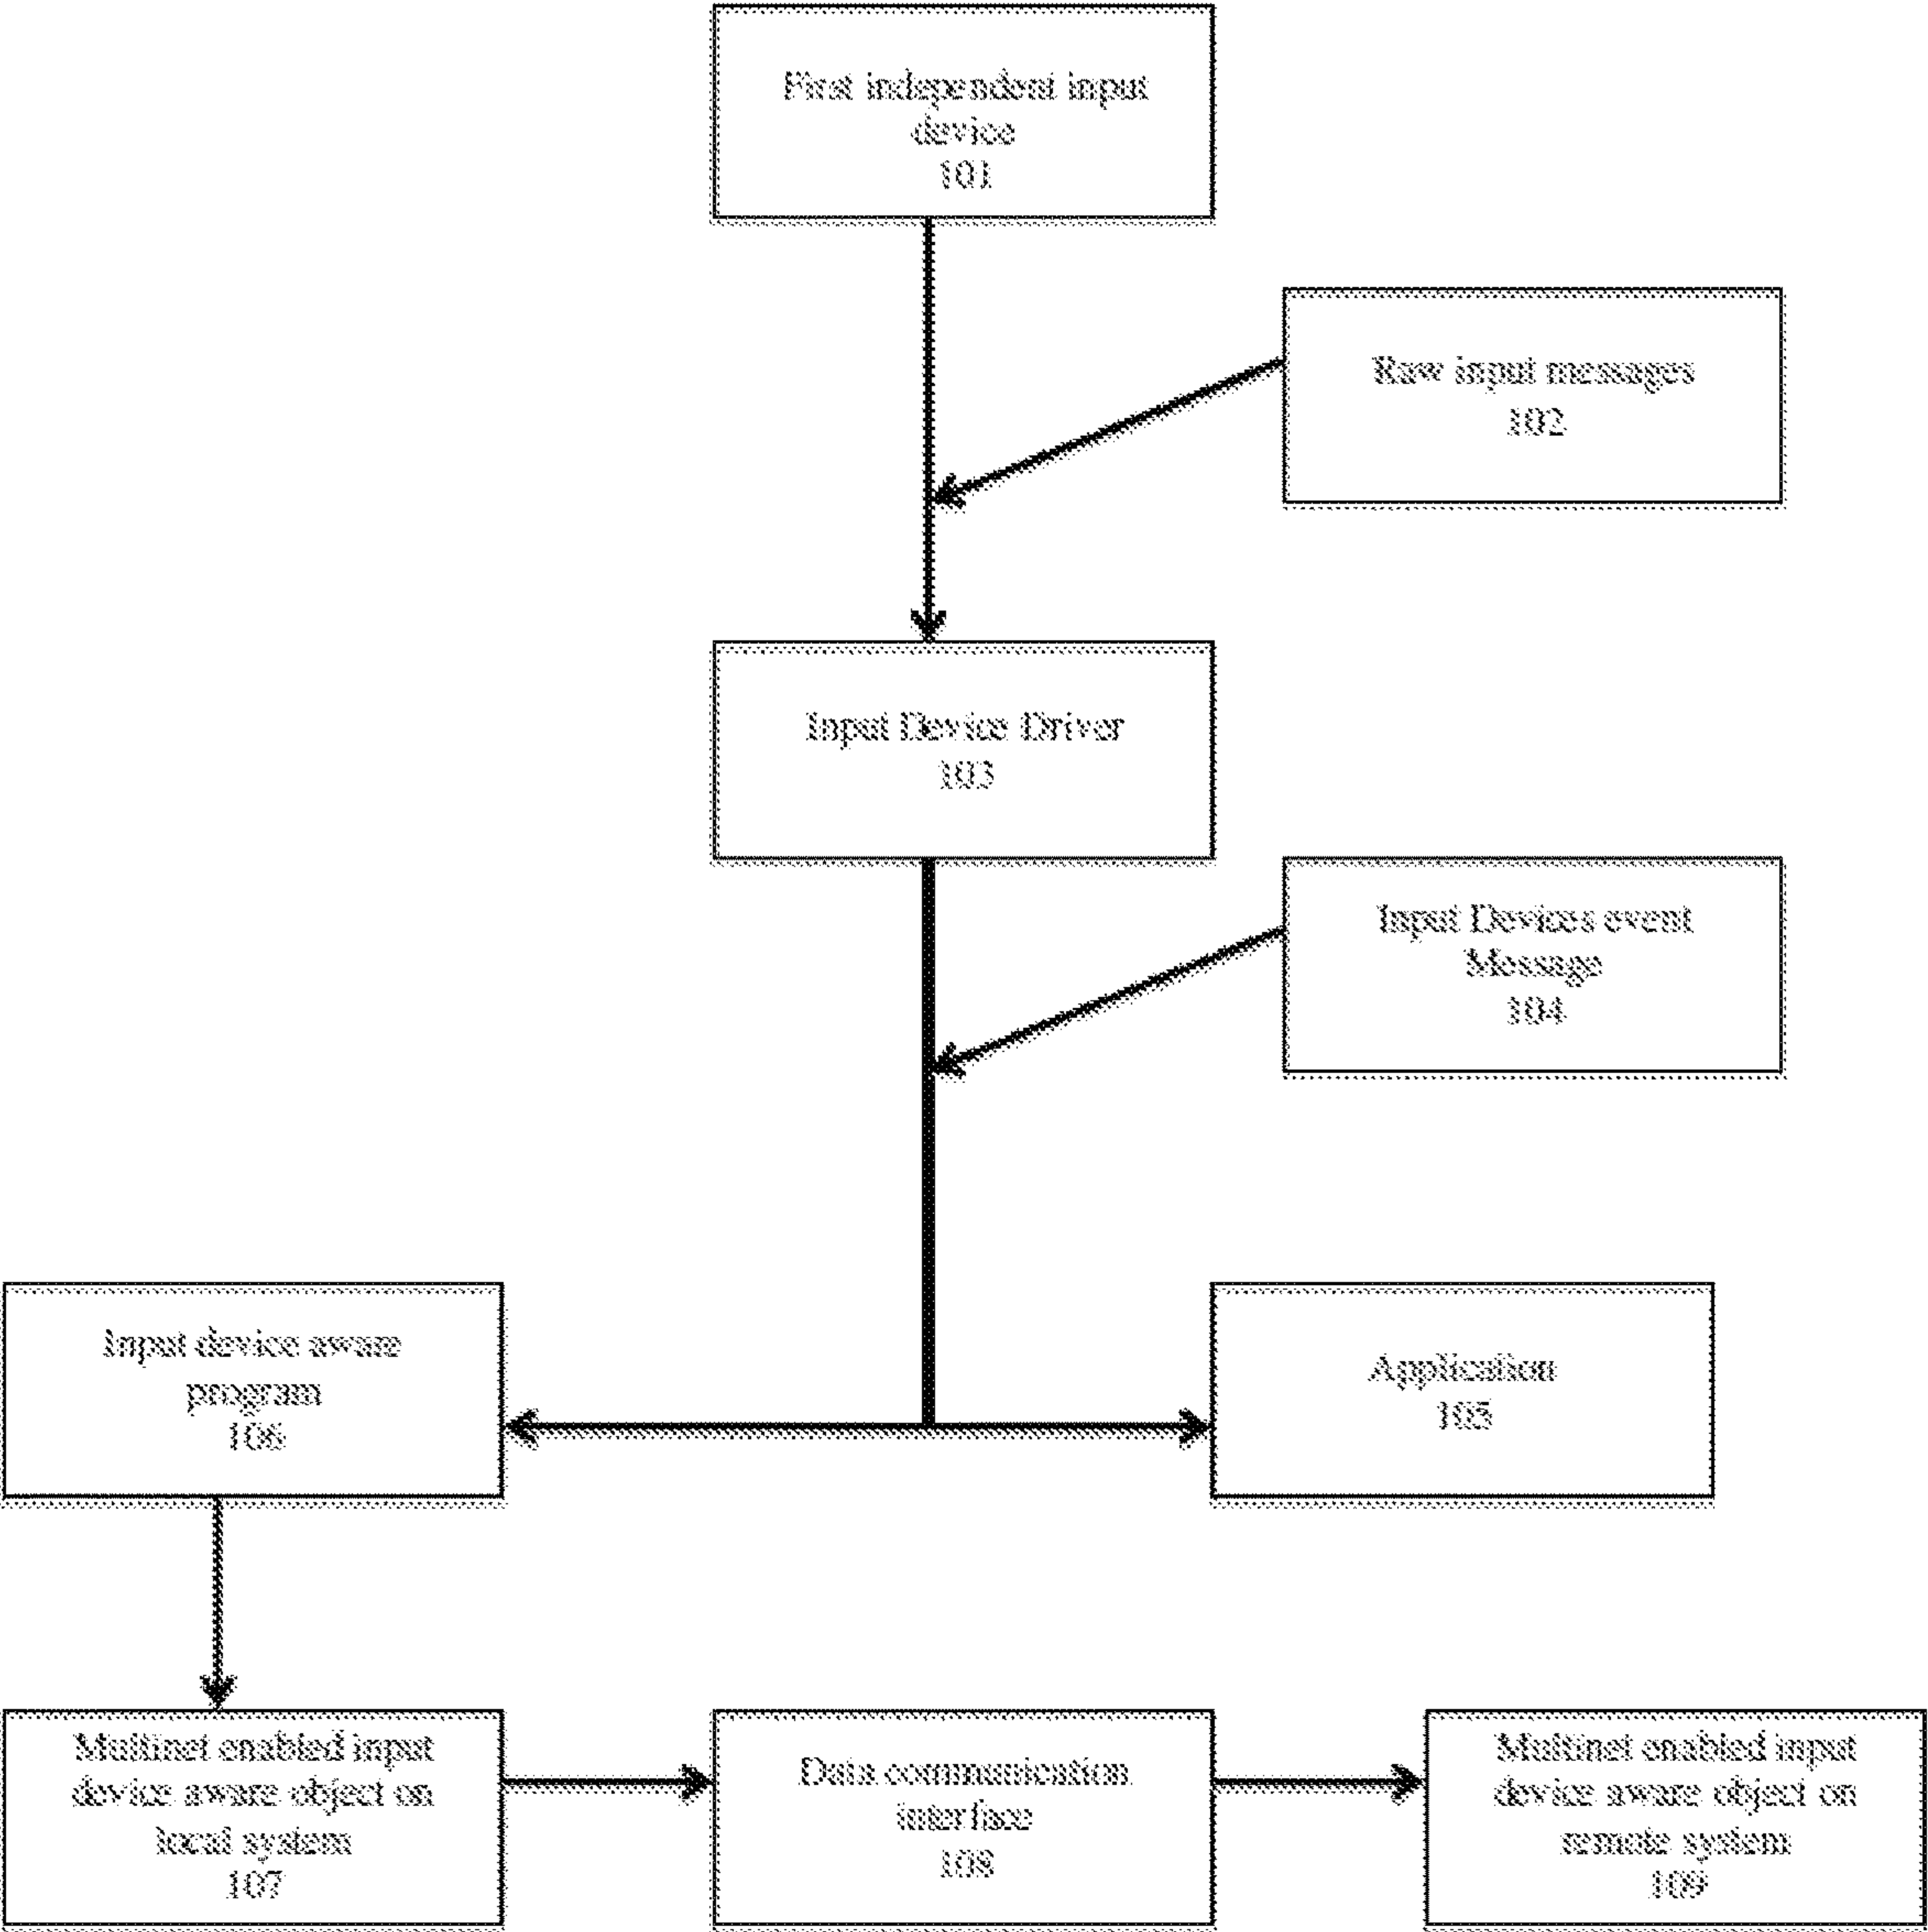 First independent input
device
101
Raw input messages
102
Input Device Driver
103
Input Devices event
Message
104
Input device aware
program
106
Application
105
Multinet enabled input
device aware object on
local system
107
Data communication
interface
108
Multinet enabled input
device aware object on
remote system
109